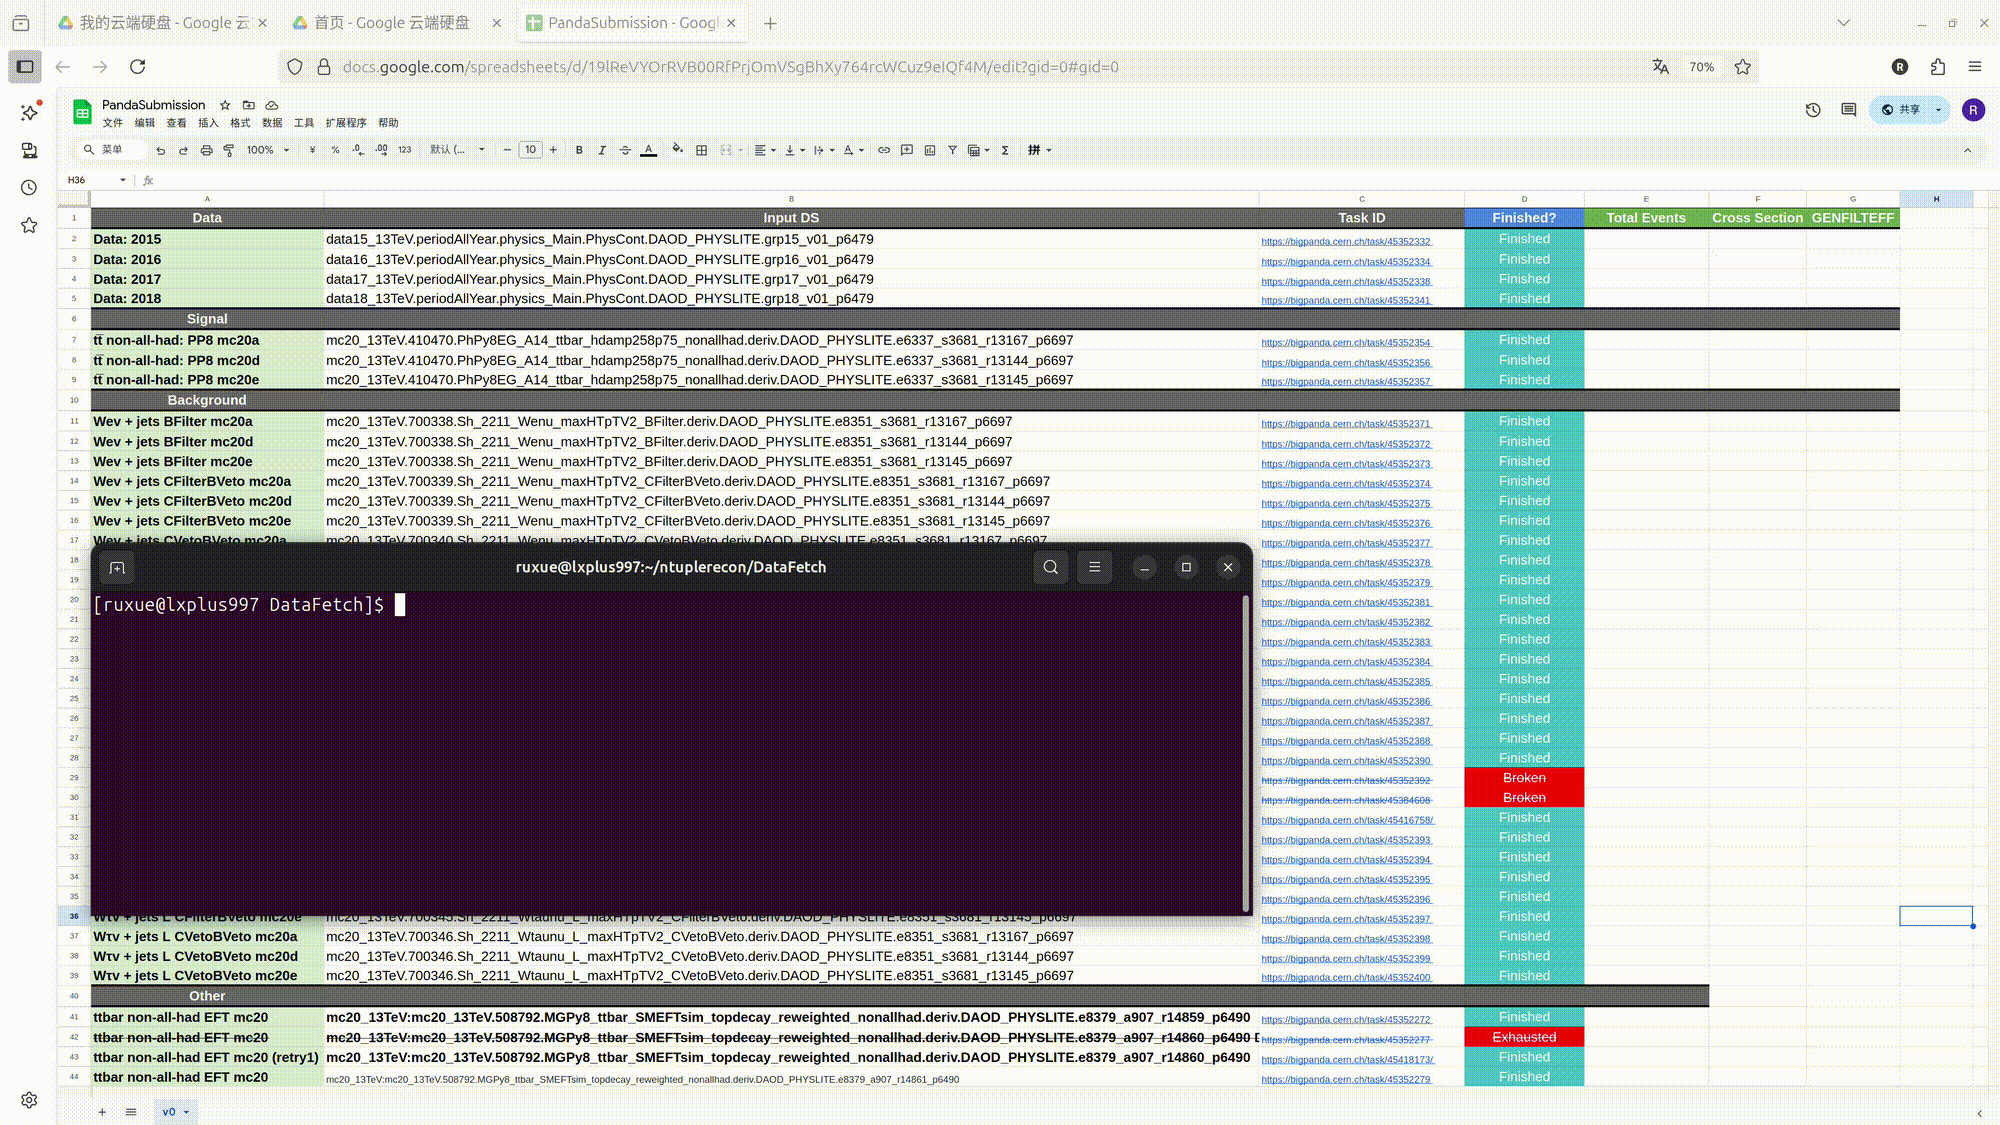 我的云端硬盘 - Google 云 首页 - Google 云端硬盘 PandaSubmission - Googl
docs.google.com/spreadsheets/d/19lReVYOrRVB00RfPrjOmVSgBhXy764rcWCuz9eIQf4M/edit?gid=0#gid=0 70% R
PandaSubmission 共享 R
文件 编辑 查看 插入 格式 数据 工具 扩展程序 帮助
菜单 100% ¥ % .0 .00 123 默认 (... 10 B I A 拼
H36 fx
A B C D E F G H
1 Data Input DS Task ID Finished? Total Events Cross Section GENFILTEFF
2 Data: 2015 data15_13TeV.periodAllYear.physics_Main.PhysCont.DAOD_PHYSLITE.grp15_v01_p6479 https://bigpanda.cern.ch/task/45352332 Finished
3 Data: 2016 data16_13TeV.periodAllYear.physics_Main.PhysCont.DAOD_PHYSLITE.grp16_v01_p6479 https://bigpanda.cern.ch/task/45352334 Finished
4 Data: 2017 data17_13TeV.periodAllYear.physics_Main.PhysCont.DAOD_PHYSLITE.grp17_v01_p6479 https://bigpanda.cern.ch/task/45352338 Finished
5 Data: 2018 data18_13TeV.periodAllYear.physics_Main.PhysCont.DAOD_PHYSLITE.grp18_v01_p6479 https://bigpanda.cern.ch/task/45352341 Finished
6 Signal
7 tt̅ non-all-had: PP8 mc20a mc20_13TeV.410470.PhPy8EG_A14_ttbar_hdamp258p75_nonallhad.deriv.DAOD_PHYSLITE.e6337_s3681_r13167_p6697 https://bigpanda.cern.ch/task/45352354 Finished
8 tt̅ non-all-had: PP8 mc20d mc20_13TeV.410470.PhPy8EG_A14_ttbar_hdamp258p75_nonallhad.deriv.DAOD_PHYSLITE.e6337_s3681_r13144_p6697 https://bigpanda.cern.ch/task/45352356 Finished
9 tt̅ non-all-had: PP8 mc20e mc20_13TeV.410470.PhPy8EG_A14_ttbar_hdamp258p75_nonallhad.deriv.DAOD_PHYSLITE.e6337_s3681_r13145_p6697 https://bigpanda.cern.ch/task/45352357 Finished
10 Background
11 Wev + jets BFilter mc20a mc20_13TeV.700338.Sh_2211_Wenu_maxHTpTV2_BFilter.deriv.DAOD_PHYSLITE.e8351_s3681_r13167_p6697 https://bigpanda.cern.ch/task/45352371 Finished
12 Wev + jets BFilter mc20d mc20_13TeV.700338.Sh_2211_Wenu_maxHTpTV2_BFilter.deriv.DAOD_PHYSLITE.e8351_s3681_r13144_p6697 https://bigpanda.cern.ch/task/45352372 Finished
13 Wev + jets BFilter mc20e mc20_13TeV.700338.Sh_2211_Wenu_maxHTpTV2_BFilter.deriv.DAOD_PHYSLITE.e8351_s3681_r13145_p6697 https://bigpanda.cern.ch/task/45352373 Finished
14 Wev + jets CFilterBVeto mc20a mc20_13TeV.700339.Sh_2211_Wenu_maxHTpTV2_CFilterBVeto.deriv.DAOD_PHYSLITE.e8351_s3681_r13167_p6697 https://bigpanda.cern.ch/task/45352374 Finished
15 Wev + jets CFilterBVeto mc20d mc20_13TeV.700339.Sh_2211_Wenu_maxHTpTV2_CFilterBVeto.deriv.DAOD_PHYSLITE.e8351_s3681_r13144_p6697 https://bigpanda.cern.ch/task/45352375 Finished
16 Wev + jets CFilterBVeto mc20e mc20_13TeV.700339.Sh_2211_Wenu_maxHTpTV2_CFilterBVeto.deriv.DAOD_PHYSLITE.e8351_s3681_r13145_p6697 https://bigpanda.cern.ch/task/45352376 Finished
17 Wev + jets CVetoBVeto mc20a mc20_13TeV.700340.Sh_2211_Wenu_maxHTpTV2_CVetoBVeto.deriv.DAOD_PHYSLITE.e8351_s3681_r13167_p6697 https://bigpanda.cern.ch/task/45352377 Finished
ruxue@lxplus997:~/ntuplerecon/DataFetch
[ruxue@lxplus997 DataFetch]$
18 https://bigpanda.cern.ch/task/45352378 Finished
19 https://bigpanda.cern.ch/task/45352379 Finished
20 https://bigpanda.cern.ch/task/45352381 Finished
21 https://bigpanda.cern.ch/task/45352382 Finished
22 https://bigpanda.cern.ch/task/45352383 Finished
23 https://bigpanda.cern.ch/task/45352384 Finished
24 https://bigpanda.cern.ch/task/45352385 Finished
25 https://bigpanda.cern.ch/task/45352386 Finished
26 https://bigpanda.cern.ch/task/45352387 Finished
27 https://bigpanda.cern.ch/task/45352388 Finished
28 https://bigpanda.cern.ch/task/45352390 Finished
29 https://bigpanda.cern.ch/task/45352392 Broken
30 https://bigpanda.cern.ch/task/45384608 Broken
31 https://bigpanda.cern.ch/task/45416758/ Finished
32 https://bigpanda.cern.ch/task/45352393 Finished
33 https://bigpanda.cern.ch/task/45352394 Finished
34 https://bigpanda.cern.ch/task/45352395 Finished
35 https://bigpanda.cern.ch/task/45352396 Finished
36 Wτv + jets L CFilterBVeto mc20e mc20_13TeV.700345.Sh_2211_Wtaunu_L_maxHTpTV2_CFilterBVeto.deriv.DAOD_PHYSLITE.e8351_s3681_r13145_p6697 https://bigpanda.cern.ch/task/45352397 Finished
37 Wτv + jets L CVetoBVeto mc20a mc20_13TeV.700346.Sh_2211_Wtaunu_L_maxHTpTV2_CVetoBVeto.deriv.DAOD_PHYSLITE.e8351_s3681_r13167_p6697 https://bigpanda.cern.ch/task/45352398 Finished
38 Wτv + jets L CVetoBVeto mc20d mc20_13TeV.700346.Sh_2211_Wtaunu_L_maxHTpTV2_CVetoBVeto.deriv.DAOD_PHYSLITE.e8351_s3681_r13144_p6697 https://bigpanda.cern.ch/task/45352399 Finished
39 Wτv + jets L CVetoBVeto mc20e mc20_13TeV.700346.Sh_2211_Wtaunu_L_maxHTpTV2_CVetoBVeto.deriv.DAOD_PHYSLITE.e8351_s3681_r13145_p6697 https://bigpanda.cern.ch/task/45352400 Finished
40 Other
41 ttbar non-all-had EFT mc20 mc20_13TeV:mc20_13TeV.508792.MGPy8_ttbar_SMEFTsim_topdecay_reweighted_nonallhad.deriv.DAOD_PHYSLITE.e8379_a907_r14859_p6490 https://bigpanda.cern.ch/task/45352272 Finished
42 ttbar non-all-had EFT mc20 mc20_13TeV:mc20_13TeV.508792.MGPy8_ttbar_SMEFTsim_topdecay_reweighted_nonallhad.deriv.DAOD_PHYSLITE.e8379_a907_r14860_p6490 https://bigpanda.cern.ch/task/45352277 Exhausted
43 ttbar non-all-had EFT mc20 (retry1) mc20_13TeV:mc20_13TeV.508792.MGPy8_ttbar_SMEFTsim_topdecay_reweighted_nonallhad.deriv.DAOD_PHYSLITE.e8379_a907_r14860_p6490 https://bigpanda.cern.ch/task/45418173/ Finished
44 ttbar non-all-had EFT mc20 mc20_13TeV:mc20_13TeV.508792.MGPy8_ttbar_SMEFTsim_topdecay_reweighted_nonallhad.deriv.DAOD_PHYSLITE.e8379_a907_r14861_p6490 https://bigpanda.cern.ch/task/45352279 Finished
v0